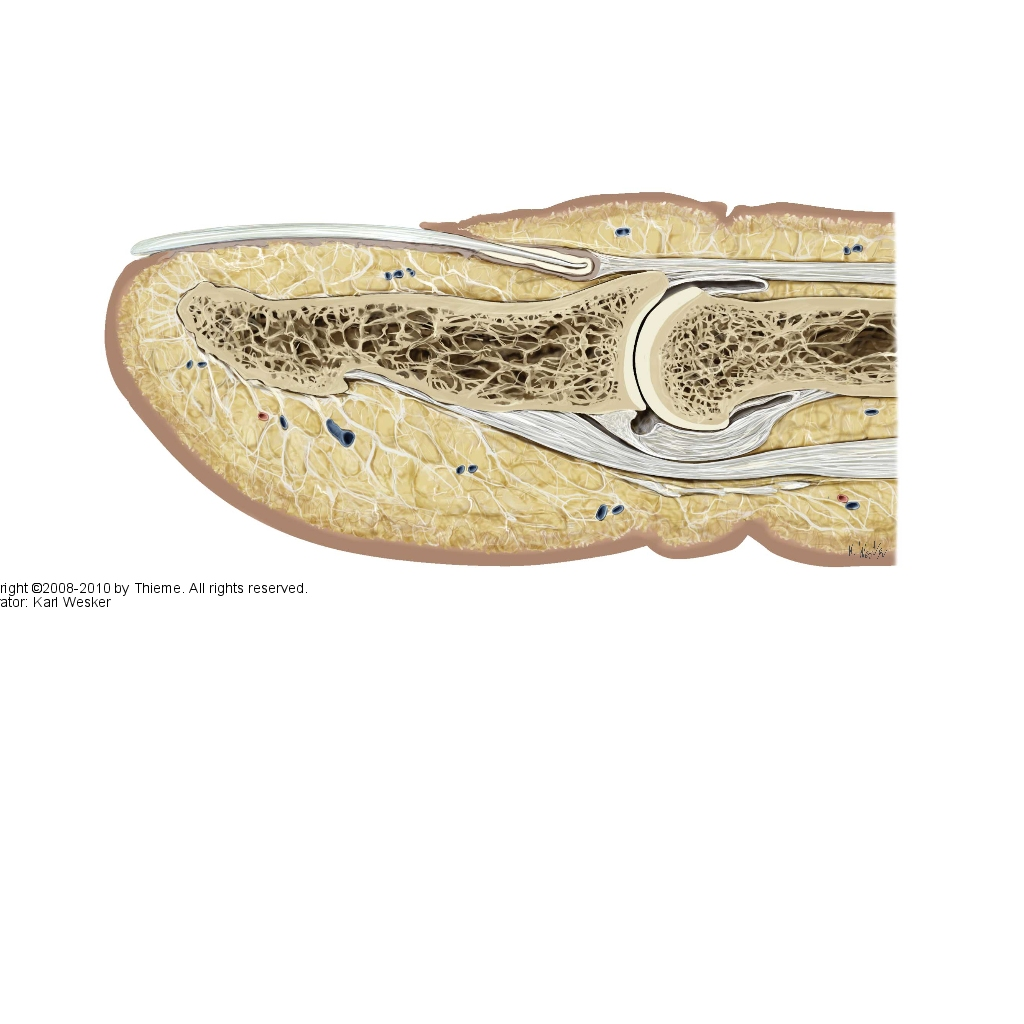 right ©2008-2010 by Thieme. All rights reserved.
ator: Karl Wesker